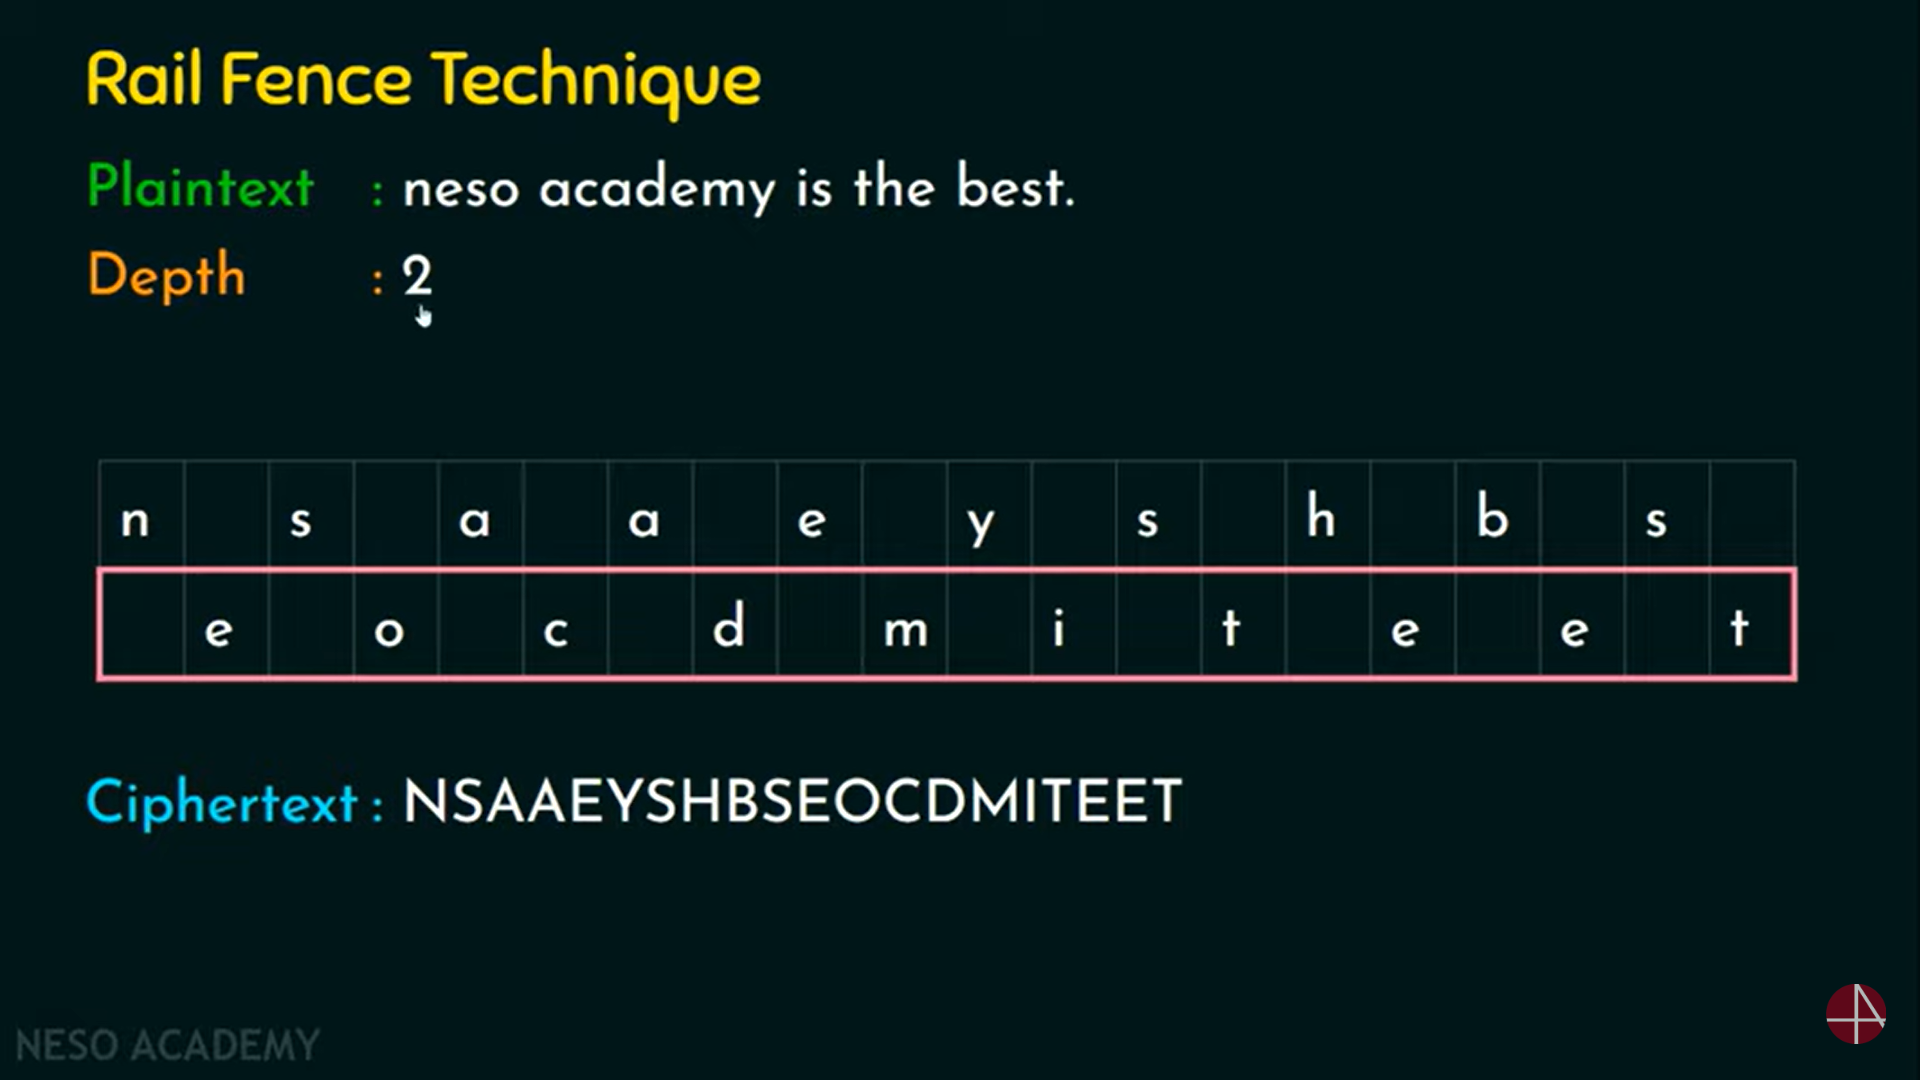 Rail Fence Technique
Plaintext : neso academy is the best.
Depth : 2
n s a a e y s h b s
e o c d m i t e e t
Ciphertext : NSAAEYSHBSEOCDMITEET
NESO ACADEMY